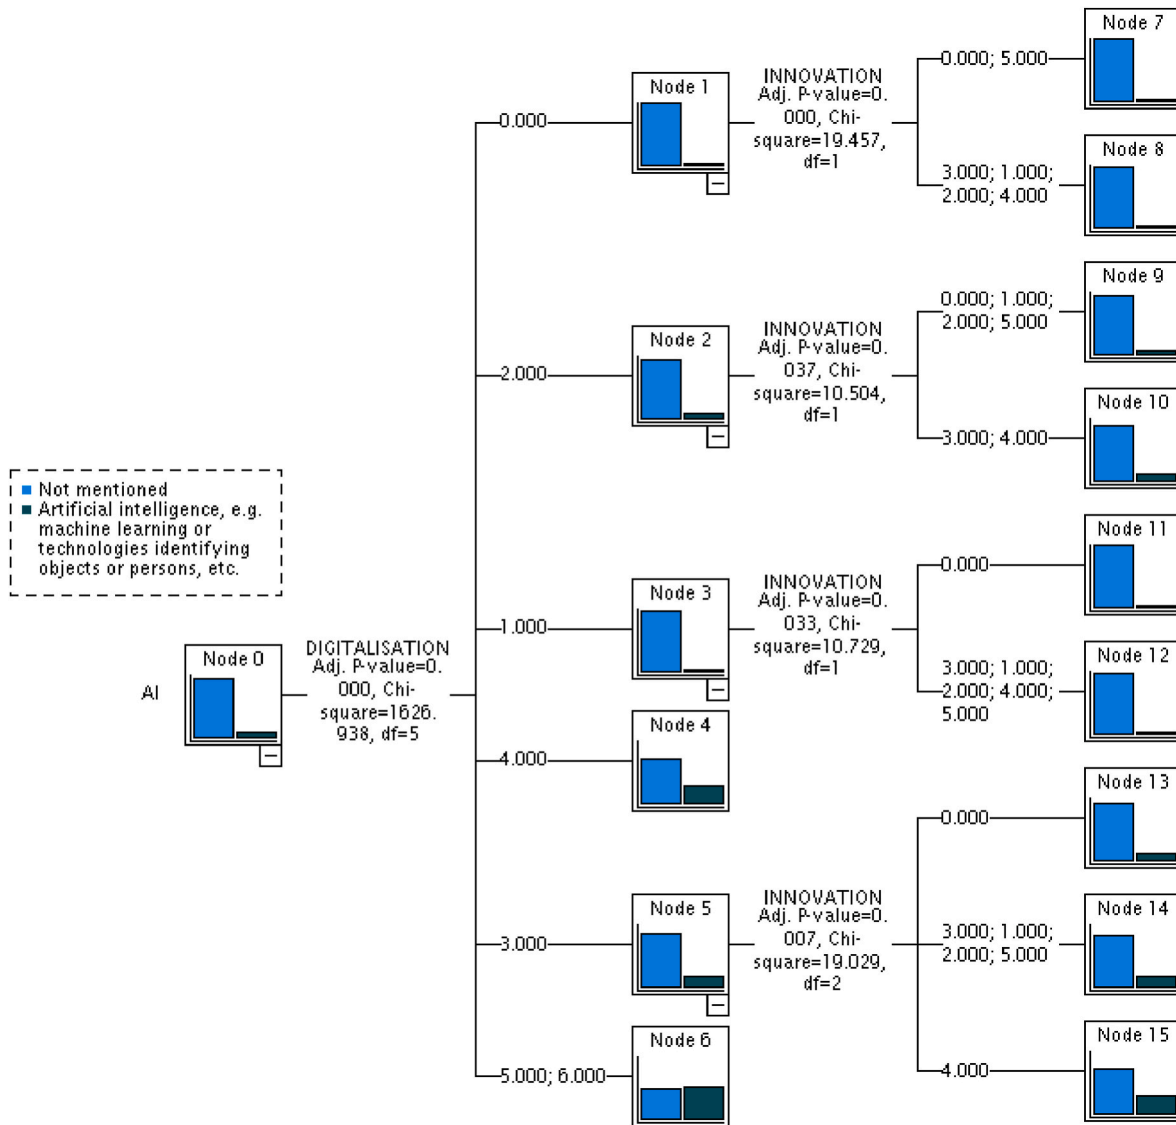 Not mentioned
Artificial intelligence, e.g.
machine learning or
technologies identifying
objects or persons, etc.
AI
Node 0
DIGITALISATION
Adj. P-value=0.
000, Chi-
square=1626.
938, df=5
0.000
Node 1
INNOVATION
Adj. P-value=0.
000, Chi-
square=19.457,
df=1
0.000; 5.000
Node 7
3.000; 1.000;
2.000; 4.000
Node 8
2.000
Node 2
INNOVATION
Adj. P-value=0.
037, Chi-
square=10.504,
df=1
0.000; 1.000;
2.000; 5.000
Node 9
3.000; 4.000
Node 10
1.000
Node 3
INNOVATION
Adj. P-value=0.
033, Chi-
square=10.729,
df=1
0.000
Node 11
3.000; 1.000;
2.000; 4.000;
5.000
Node 12
4.000
Node 4
3.000
Node 5
INNOVATION
Adj. P-value=0.
007, Chi-
square=19.029,
df=2
0.000
Node 13
3.000; 1.000;
2.000; 5.000
Node 14
4.000
Node 15
5.000; 6.000
Node 6